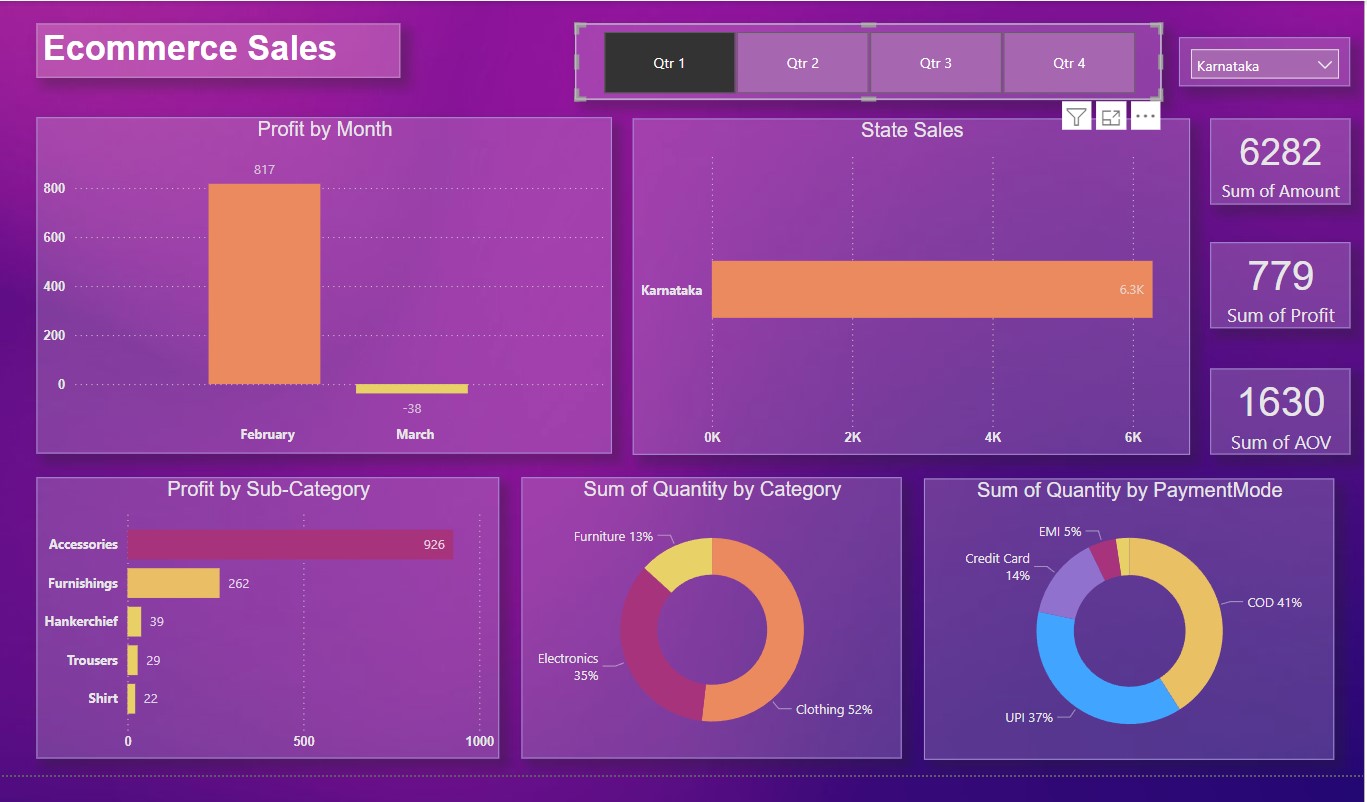 Ecommerce Sales
Qtr 1
Qtr 2
Qtr 3
Qtr 4
Karnataka
Profit by Month
817
800
600
400
200
0
-38
February
March
State Sales
Karnataka
6.3K
0K
2K
4K
6K
6282
Sum of Amount
779
Sum of Profit
1630
Sum of AOV
Profit by Sub-Category
Accessories
926
Furnishings
262
Hankerchief
39
Trousers
29
Shirt
22
0
500
1000
Sum of Quantity by Category
Furniture 13%
Electronics
35%
Clothing 52%
Sum of Quantity by PaymentMode
EMI 5%
Credit Card
14%
COD 41%
UPI 37%